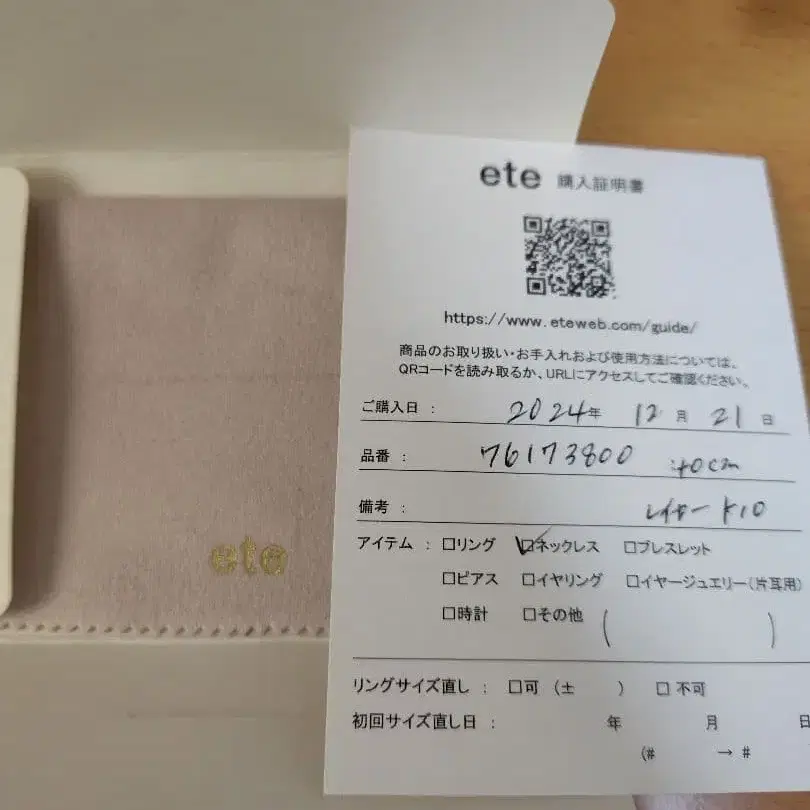 ete 購入証明書
https://www.eteweb.com/guide/
商品のお取り扱い・お手入れおよび使用方法については、
QRコードを読み取るか、URLにアクセスしてご確認ください。
ご購入日 : 2024年 12月 21日
品番 : 76173800 40cm
備考 : レイヤー K10
アイテム : □リング ☑ネックレス □ブレスレット
□ピアス □イヤリング □イヤージュエリー(片耳用)
□時計 □その他 ( )
リングサイズ直し : □可 (± ) □不可
初回サイズ直し日 : 年 月 日
(# → #
ete